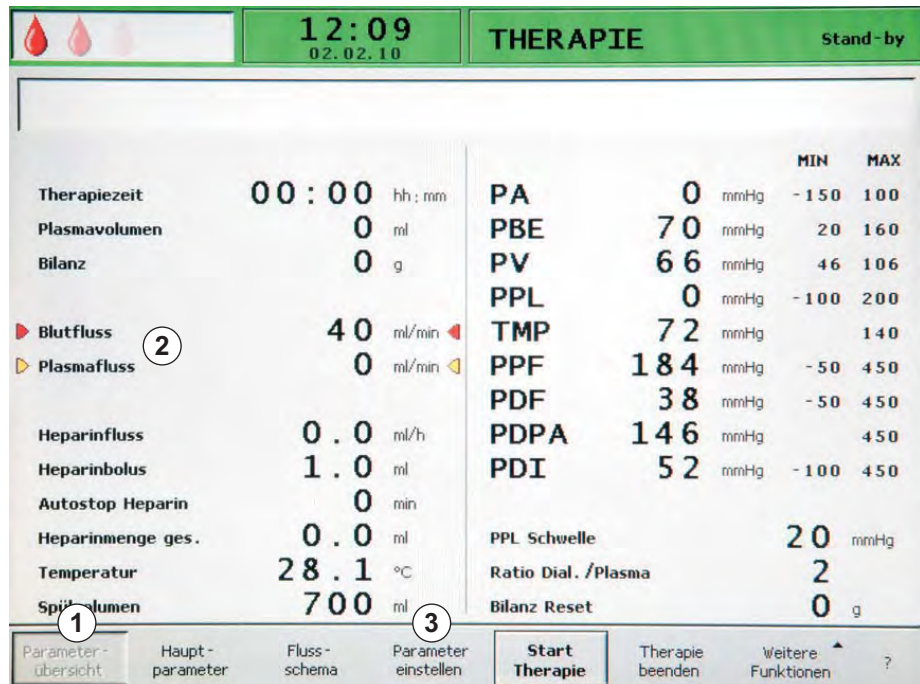 12:09
02.02.10
THERAPIE
Stand-by
MIN MAX
Therapiezeit 00:00 hh:mm
Plasmavolumen 0 ml
Bilanz 0 g
Blutfluss 40 ml/min
2
Plasmafluss 0 ml/min
Heparinfluss 0.0 ml/h
Heparinbolus 1.0 ml
Autostop Heparin 0 min
Heparinmenge ges. 0.0 ml
Temperatur 28.1 °C
700 ml
PA 0 mmHg -150 100
PBE 70 mmHg 20 160
PV 66 mmHg 46 106
PPL 0 mmHg -100 200
TMP 72 mmHg 140
PPF 184 mmHg -50 450
PDF 38 mmHg -50 450
PDPA 146 mmHg 450
PDI 52 mmHg -100 450
PPL Schwelle 20 mmHg
Ratio Dial./Plasma 2
Bilanz Reset 0 g
1
3
Parameter-
übersicht
Haupt-
parameter
Fluss-
schema
Parameter
einstellen
Start
Therapie
Therapie
beenden
Weitere
Funktionen
?